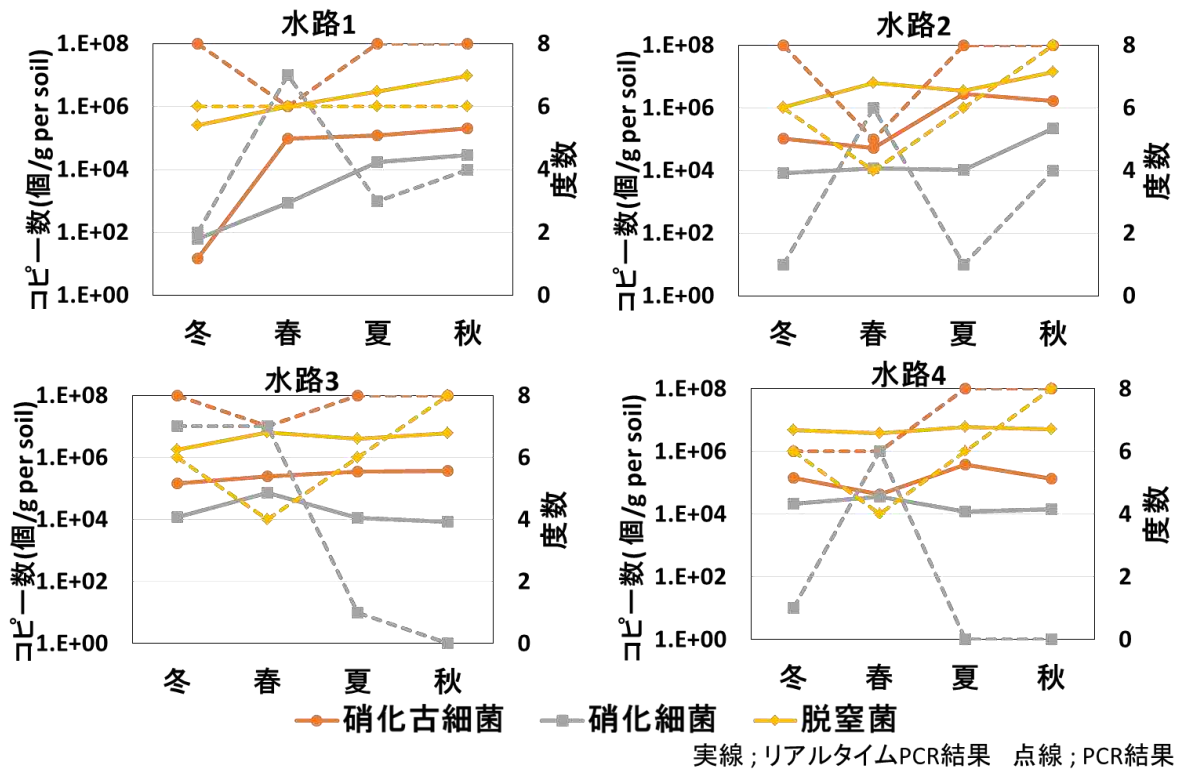 水路1
コピー数(個/g per soil)
1.E+08
1.E+06
1.E+04
1.E+02
1.E+00
8
6
4
2
0
度数
冬 春 夏 秋
水路2
コピー数(個/g per soil)
1.E+08
1.E+06
1.E+04
1.E+02
1.E+00
8
6
4
2
0
度数
冬 春 夏 秋
水路3
コピー数(個/g per soil)
1.E+08
1.E+06
1.E+04
1.E+02
1.E+00
8
6
4
2
0
度数
冬 春 夏 秋
水路4
コピー数( 個/g per soil)
1.E+08
1.E+06
1.E+04
1.E+02
1.E+00
8
6
4
2
0
度数
冬 春 夏 秋
硝化古細菌 硝化細菌 脱窒菌
実線 ; リアルタイムPCR結果 点線 ; PCR結果